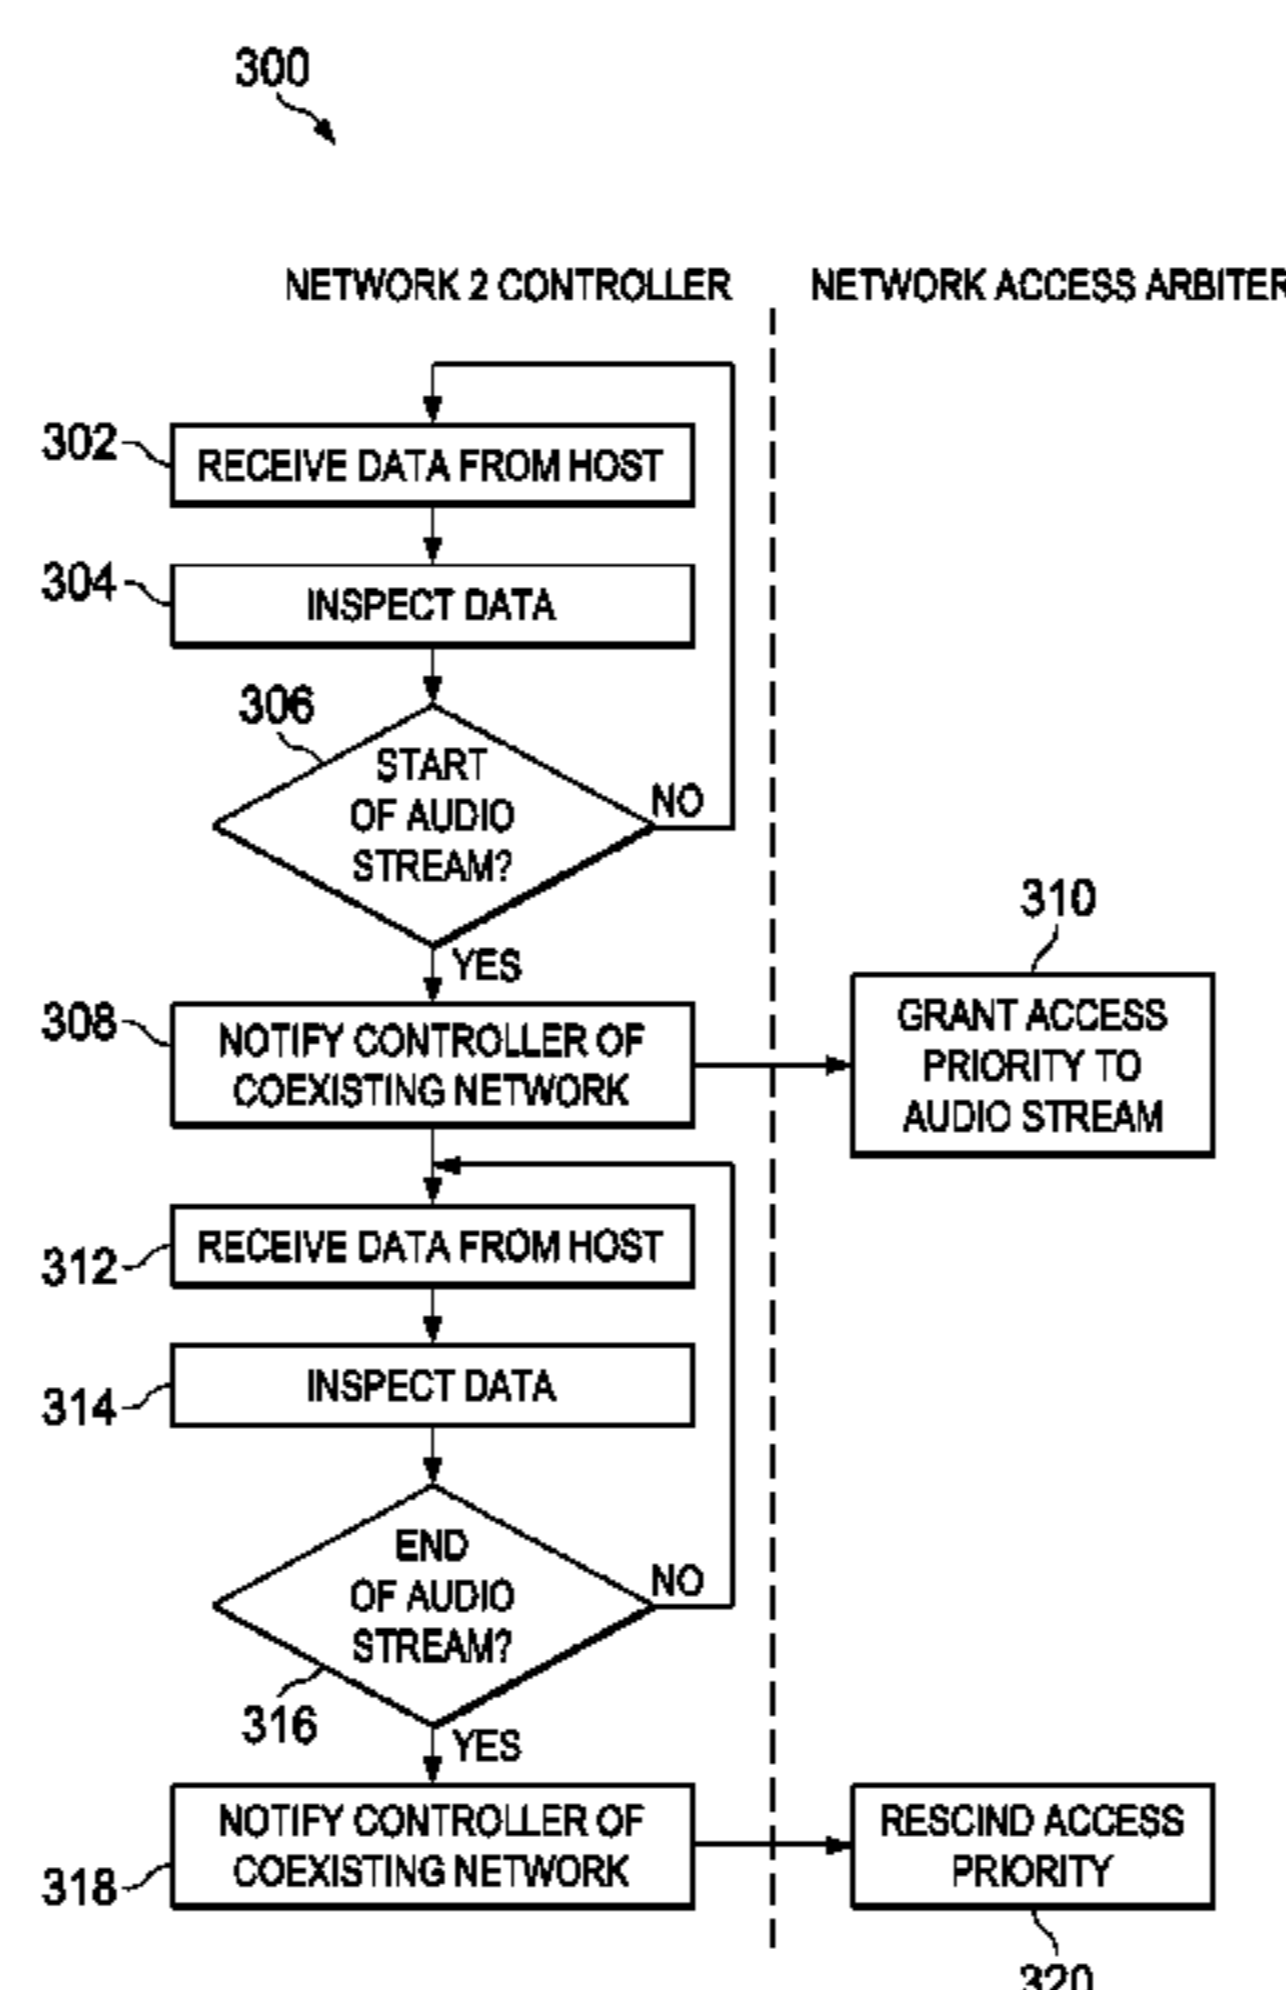 300
NETWORK 2 CONTROLLER
NETWORK ACCESS ARBITER
302
RECEIVE DATA FROM HOST
304
INSPECT DATA
306
START
OF AUDIO
STREAM?
NO
YES
308
NOTIFY CONTROLLER OF
COEXISTING NETWORK
310
GRANT ACCESS
PRIORITY TO
AUDIO STREAM
312
RECEIVE DATA FROM HOST
314
INSPECT DATA
END
OF AUDIO
STREAM?
NO
316
YES
318
NOTIFY CONTROLLER OF
COEXISTING NETWORK
RESCIND ACCESS
PRIORITY
320